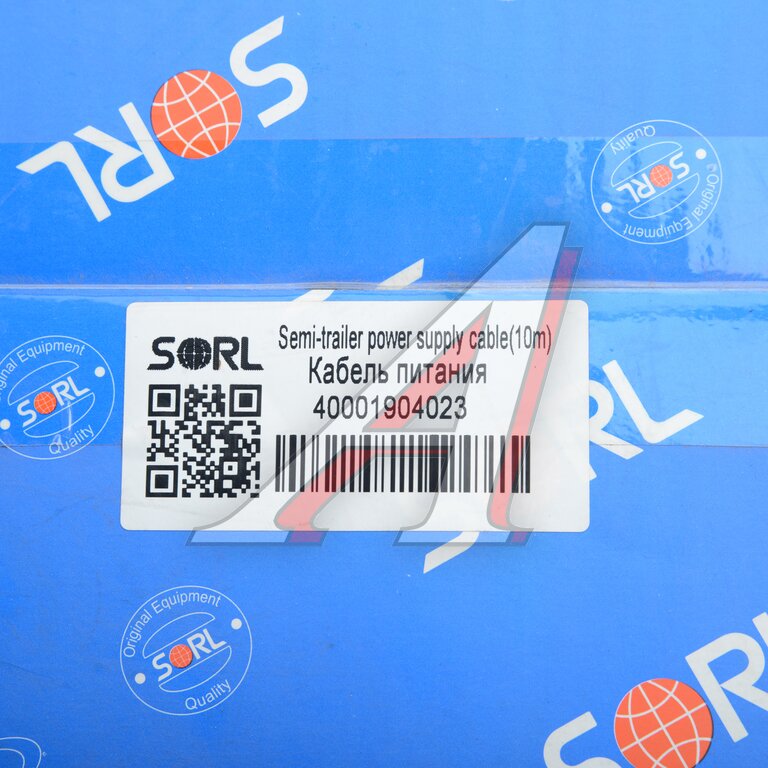 SORL
Original Equipment
SORL
Quality
SORL
Semi-trailer power supply cable(10m)
Кабель питания
40001904023
Original Equipment
SORL
Quality
SORL
Original Equipment
SORL
Quality
SORL